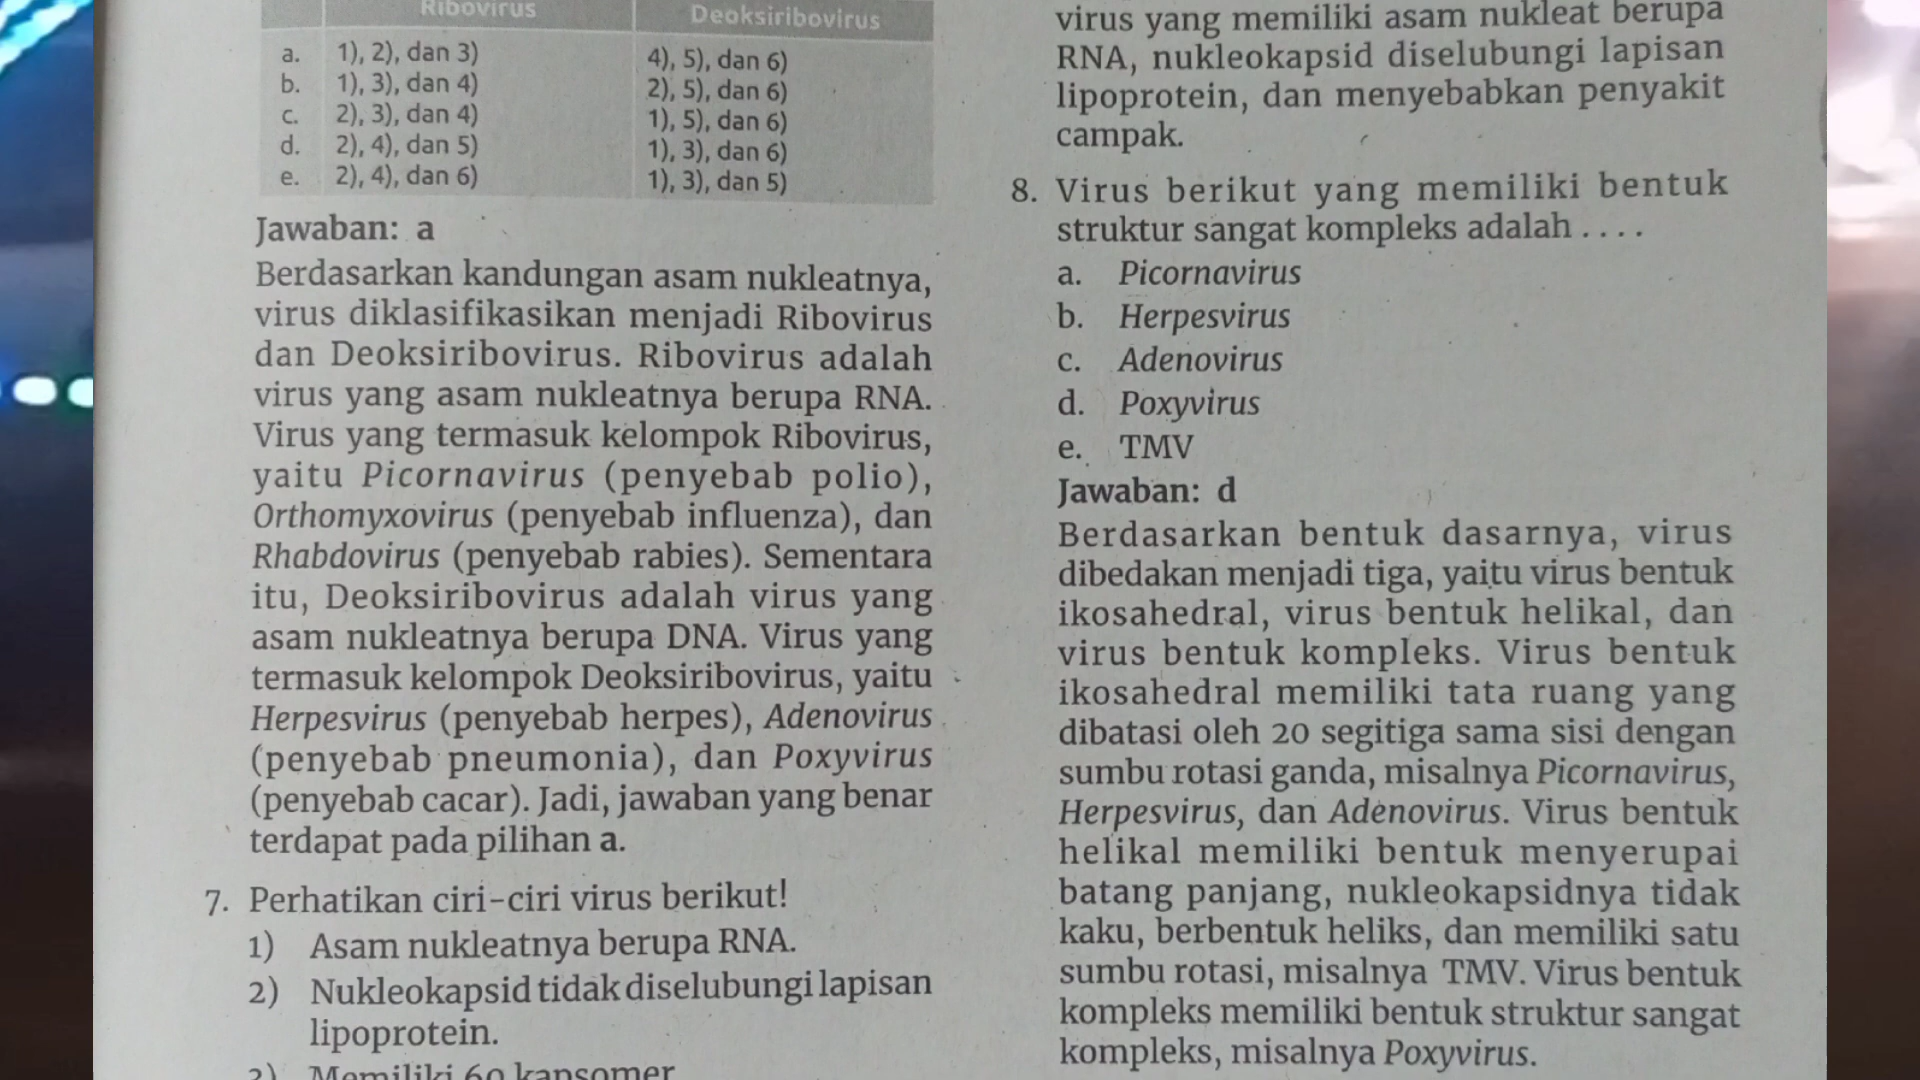 Ribovirus Deoksiribovirus
a. 1), 2), dan 3) 4), 5), dan 6)
b. 1), 3), dan 4) 2), 5), dan 6)
c. 2), 3), dan 4) 1), 5), dan 6)
d. 2), 4), dan 5) 1), 3), dan 6)
e. 2), 4), dan 6) 1), 3), dan 5)
Jawaban: a
Berdasarkan kandungan asam nukleatnya,
virus diklasifikasikan menjadi Ribovirus
dan Deoksiribovirus. Ribovirus adalah
virus yang asam nukleatnya berupa RNA.
Virus yang termasuk kelompok Ribovirus,
yaitu Picornavirus (penyebab polio),
Orthomyxovirus (penyebab influenza), dan
Rhabdovirus (penyebab rabies). Sementara
itu, Deoksiribovirus adalah virus yang
asam nukleatnya berupa DNA. Virus yang
termasuk kelompok Deoksiribovirus, yaitu
Herpesvirus (penyebab herpes), Adenovirus
(penyebab pneumonia), dan Poxyvirus
(penyebab cacar). Jadi, jawaban yang benar
terdapat pada pilihan a.
7. Perhatikan ciri-ciri virus berikut!
1) Asam nukleatnya berupa RNA.
2) Nukleokapsid tidak diselubungi lapisan
lipoprotein.
3) Memiliki 60 kapsomer
virus yang memiliki asam nukleat berupa
RNA, nukleokapsid diselubungi lapisan
lipoprotein, dan menyebabkan penyakit
campak.
8. Virus berikut yang memiliki bentuk
struktur sangat kompleks adalah . . . .
a. Picornavirus
b. Herpesvirus
c. Adenovirus
d. Poxyvirus
e. TMV
Jawaban: d
Berdasarkan bentuk dasarnya, virus
dibedakan menjadi tiga, yaitu virus bentuk
ikosahedral, virus bentuk helikal, dan
virus bentuk kompleks. Virus bentuk
ikosahedral memiliki tata ruang yang
dibatasi oleh 20 segitiga sama sisi dengan
sumbu rotasi ganda, misalnya Picornavirus,
Herpesvirus, dan Adenovirus. Virus bentuk
helikal memiliki bentuk menyerupai
batang panjang, nukleokapsidnya tidak
kaku, berbentuk heliks, dan memiliki satu
sumbu rotasi, misalnya TMV. Virus bentuk
kompleks memiliki bentuk struktur sangat
kompleks, misalnya Poxyvirus.